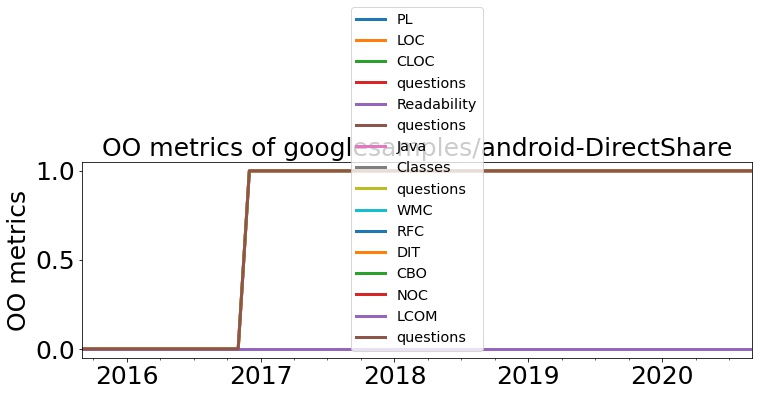 PL
LOC
CLOC
questions
Readability
questions
Java
OO metrics of googlesamples/android-DirectShare
Classes
questions
WMC
RFC
DIT
CBO
NOC
LCOM
questions
1.0
0.5
0.0
OO metrics
2016 2017 2018 2019 2020